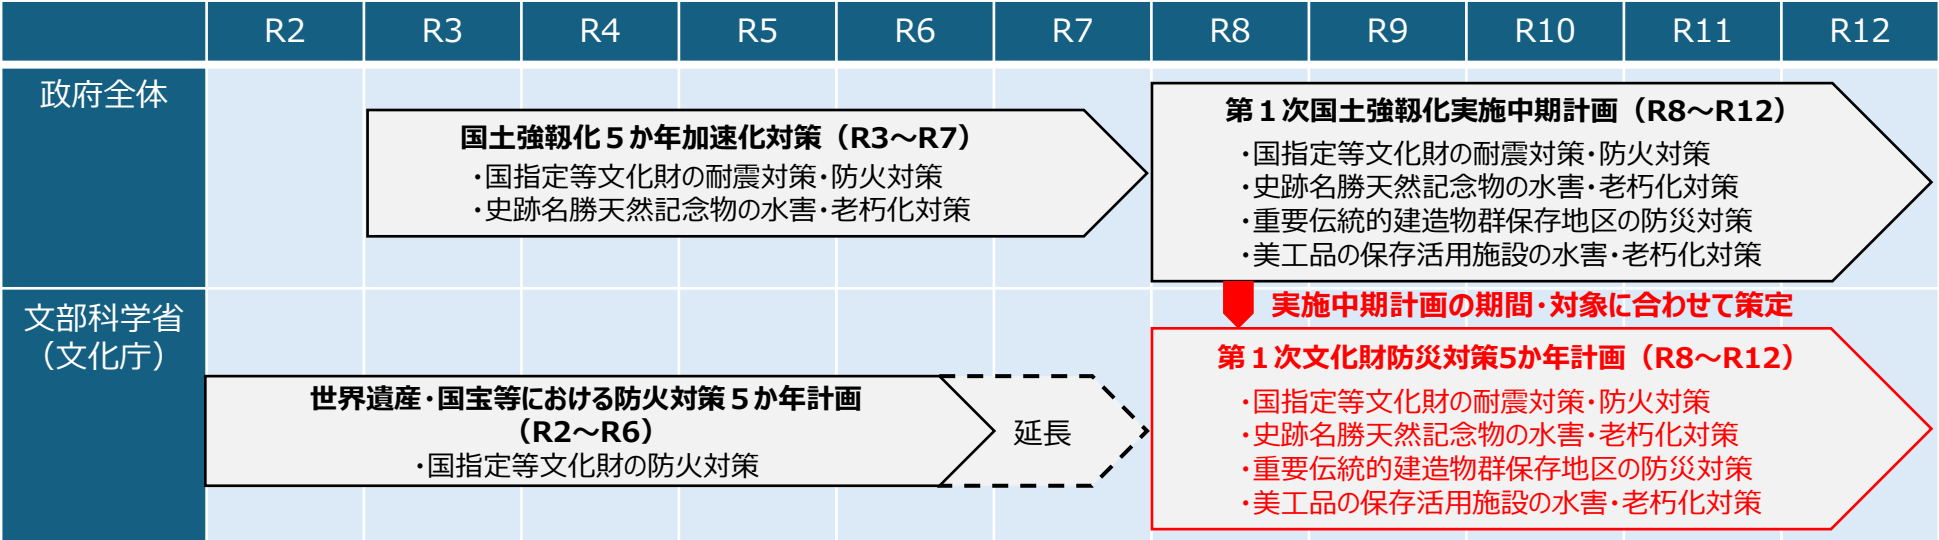 R2 R3 R4 R5 R6 R7 R8 R9 R10 R11 R12
政府全体
国土強靱化５か年加速化対策（R3～R7）
・国指定等文化財の耐震対策・防火対策
・史跡名勝天然記念物の水害・老朽化対策
第１次国土強靱化実施中期計画（R8～R12）
・国指定等文化財の耐震対策・防火対策
・史跡名勝天然記念物の水害・老朽化対策
・重要伝統的建造物群保存地区の防災対策
・美工品の保存活用施設の水害・老朽化対策
実施中期計画の期間・対象に合わせて策定
文部科学省
（文化庁）
世界遺産・国宝等における防火対策５か年計画
（R2～R6）
・国指定等文化財の防火対策
延長
第１次文化財防災対策5か年計画（R8～R12）
・国指定等文化財の耐震対策・防火対策
・史跡名勝天然記念物の水害・老朽化対策
・重要伝統的建造物群保存地区の防災対策
・美工品の保存活用施設の水害・老朽化対策